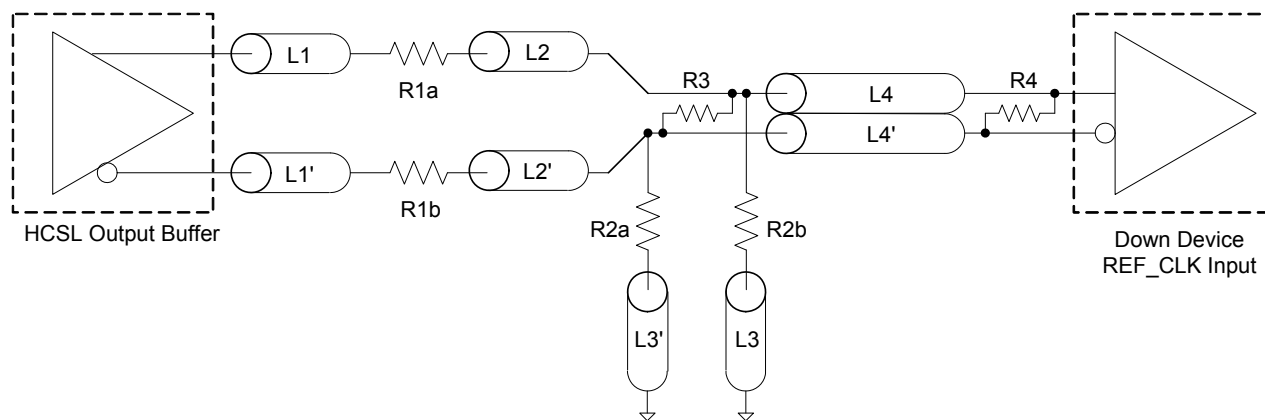 L1
R1a
L2
R3
L4
R4
L4'
L1'
R1b
L2'
HCSL Output Buffer
R2a
R2b
Down Device
REF_CLK Input
L3'
L3